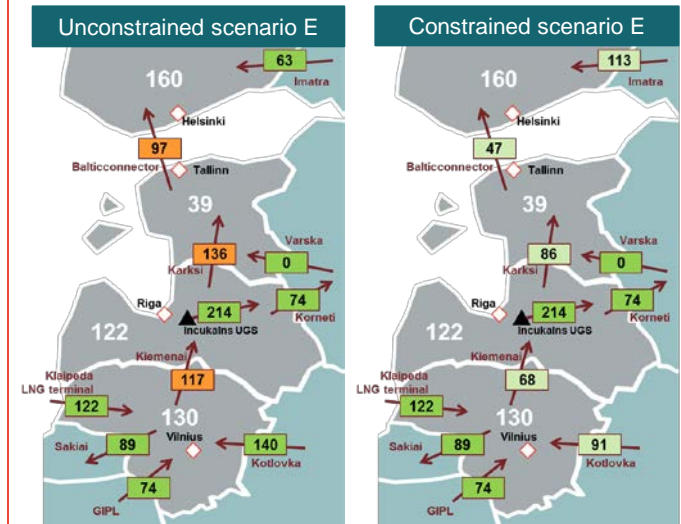 Unconstrained scenario E
63
160
Imatra
Helsinki
97
Balticconnector
Tallinn
39
Varska
136
0
Karksi
74
Riga
214
Korneti
Incukalns UGS
122
Kiemenai
Klaipeda
LNG terminal
117
122
130
Sakiai
89
Vilnius
140
Kotlovka
74
GIPL
Constrained scenario E
113
160
Imatra
Helsinki
47
Balticconnector
Tallinn
39
Varska
86
0
Karksi
74
Riga
214
Korneti
Incukalns UGS
122
Kiemenai
Klaipeda
LNG terminal
68
122
130
Sakiai
89
Vilnius
91
Kotlovka
74
GIPL